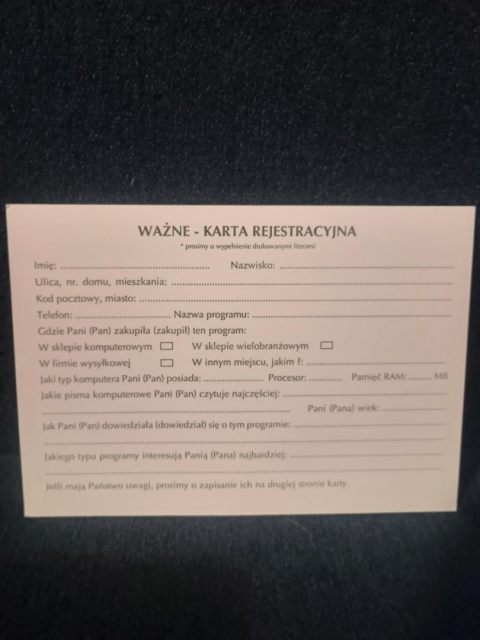 WAŻNE - KARTA REJESTRACYJNA
* prosimy o wypełnienie drukowanymi literami
Imię: ........................ Nazwisko: ........................
Ulica, nr. domu, mieszkania: ........................
Kod pocztowy, miasto: ........................
Telefon: ........................ Nazwa programu: ........................
Gdzie Pani (Pan) zakupiła (zakupił) ten program:
W sklepie komputerowym W sklepie wielobranżowym
W firmie wysyłkowej W innym miejscu, jakim ?: ........................
Jaki typ komputera Pani (Pan) posiada: ................ Procesor: .......... Pamięć RAM: ........ MB
Jakie pisma komputerowe Pani (Pan) czytuje najczęściej: ........................
........................ Pani (Pana) wiek: ................
Jak Pani (Pan) dowiedziała (dowiedział) się o tym programie: ........................
Jakiego typu programy interesują Panią (Pana) najbardziej: ........................
Jeśli mają Państwo uwagi, prosimy o zapisanie ich na drugiej stronie karty.